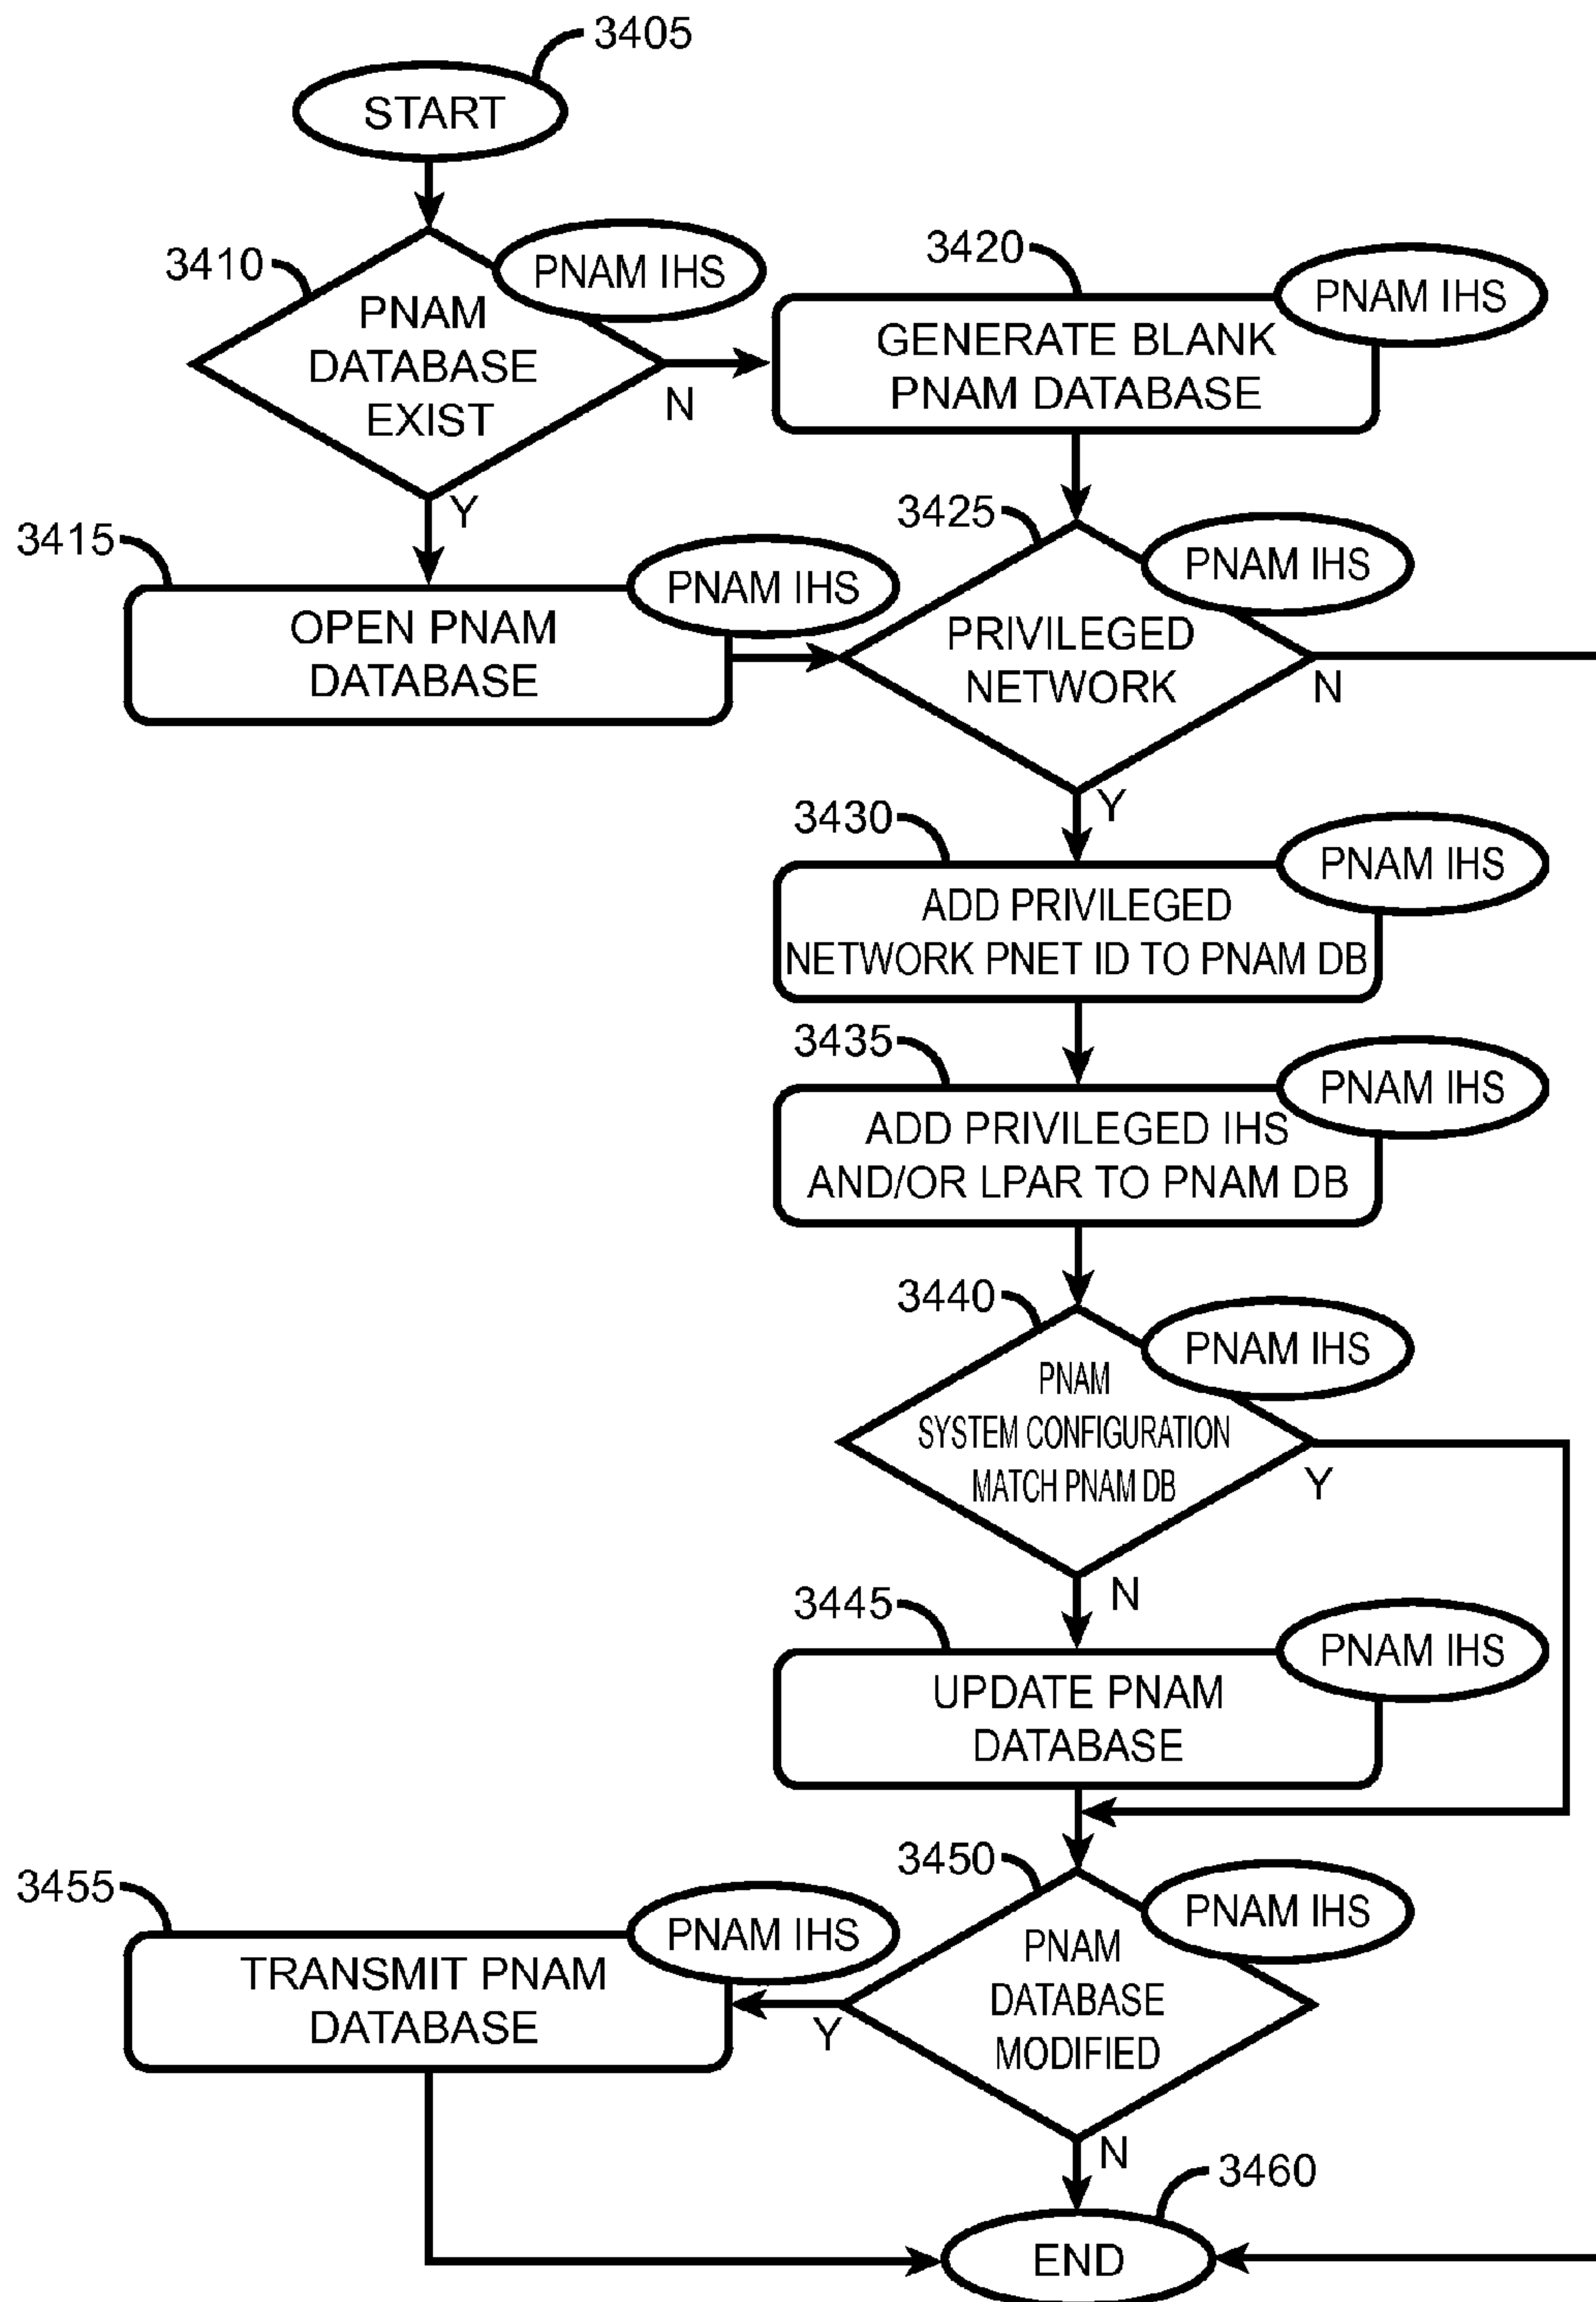 3405
START
3410
PNAM IHS
PNAM
DATABASE
EXIST
N
Y
3420
PNAM IHS
GENERATE BLANK
PNAM DATABASE
3415
PNAM IHS
OPEN PNAM
DATABASE
3425
PNAM IHS
PRIVILEGED
NETWORK
N
Y
3430
PNAM IHS
ADD PRIVILEGED
NETWORK PNET ID TO PNAM DB
3435
PNAM IHS
ADD PRIVILEGED IHS
AND/OR LPAR TO PNAM DB
3440
PNAM IHS
PNAM
SYSTEM CONFIGURATION
MATCH PNAM DB
Y
N
3445
PNAM IHS
UPDATE PNAM
DATABASE
3450
PNAM IHS
PNAM
DATABASE
MODIFIED
Y
N
3455
PNAM IHS
TRANSMIT PNAM
DATABASE
3460
END